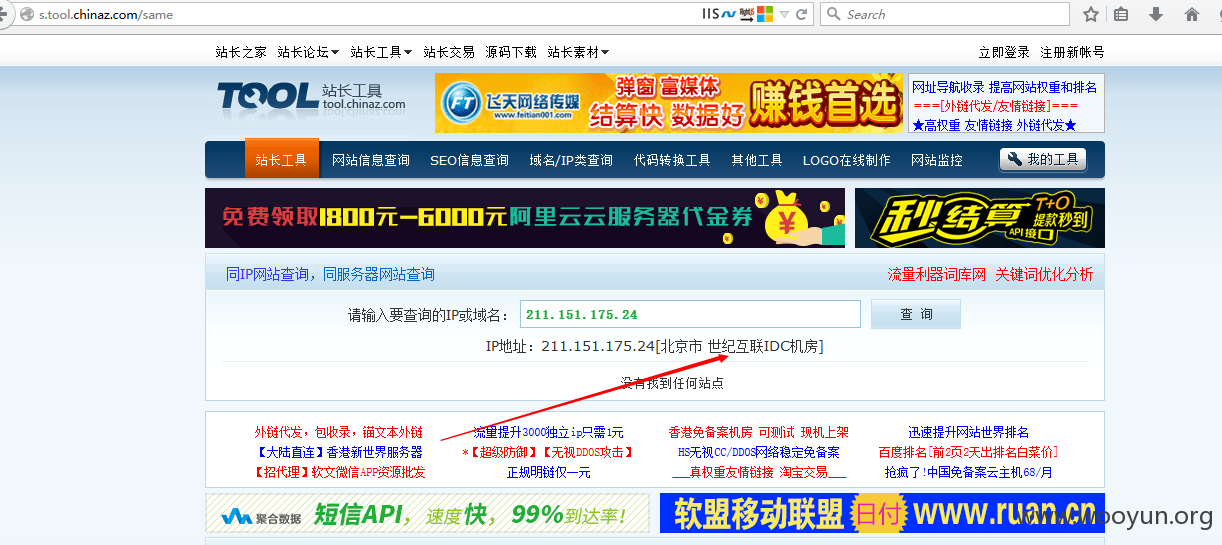 s.tool.chinaz.com/same
IIS
Search
站长之家 站长论坛 站长工具 站长交易 源码下载 站长素材
立即登录 注册新帐号
TOOL 站长工具
tool.chinaz.com
FT 飞天网络传媒
www.feitian001.com
弹窗 富媒体
结算快 数据好
赚钱首选
网址导航收录 提高网站权重和排名
===[外链代发/友情链接]===
★高权重 友情链接 外链代发★
站长工具 网站信息查询 SEO信息查询 域名/IP类查询 代码转换工具 其他工具 LOGO在线制作 网站监控 我的工具
免费领取1800元-6000元阿里云云服务器代金券
秒结算 T+0
提款秒到
API接口
同IP网站查询，同服务器网站查询
流量利器词库网 关键词优化分析
请输入要查询的IP或域名： 211.151.175.24 查 询
IP地址：211.151.175.24[北京市 世纪互联IDC机房]
没有找到任何站点
外链代发，包收录，锚文本外链 流量提升3000独立ip只需1元 香港免备案机房 可测试 现机上架 迅速提升网站世界排名
【大陆直连】香港新世界服务器 *【超级防御】【无视DDOS攻击】 HS无视CC/DDOS网络稳定免备案 百度排名[前2页2天出排名白菜价]
【招代理】软文微信APP资源批发 正规明链仅一元 ___真权重友情链接 淘宝交易___ 抢疯了!中国免备案云主机68/月
聚合数据 短信API，速度快，99%到达率！
软盟移动联盟 日付 www.ruan.cn
www.wooyun.org